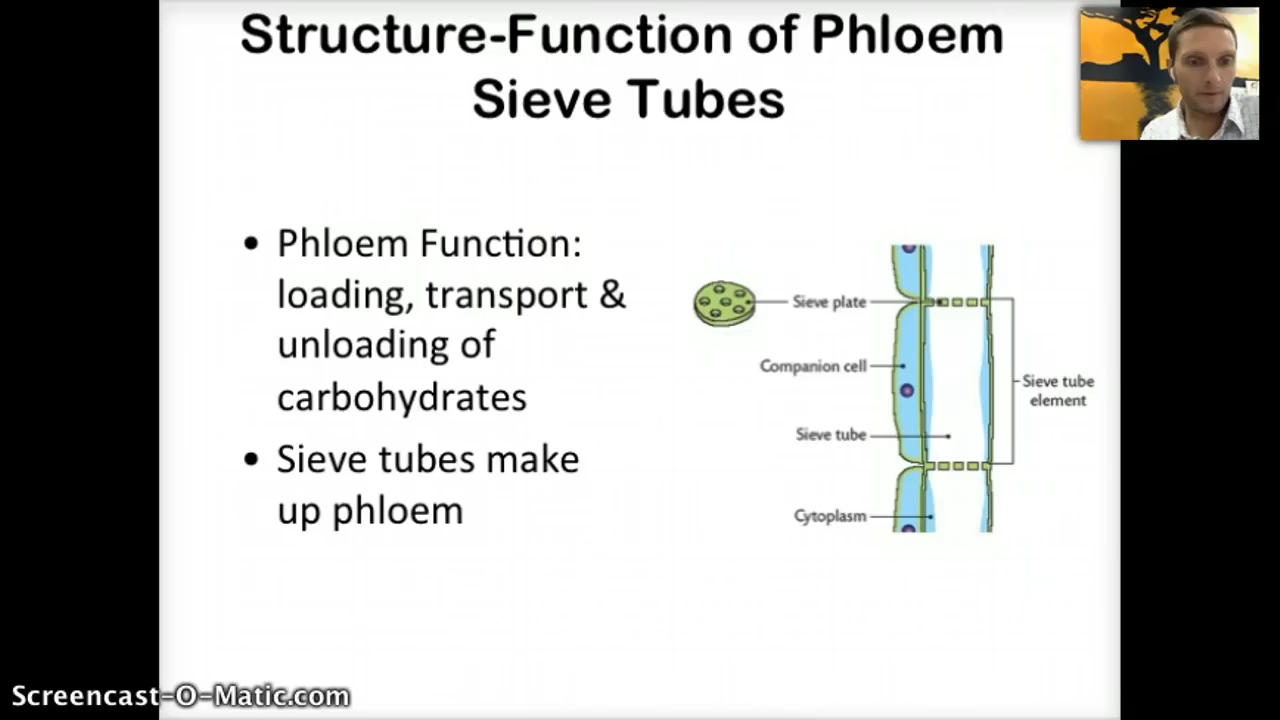 Structure-Function of Phloem
Sieve Tubes
• Phloem Function:
loading, transport &
unloading of
carbohydrates
• Sieve tubes make
up phloem
Sieve plate
Companion cell
Sieve tube
Cytoplasm
Sieve tube
element
Screencast-O-Matic.com